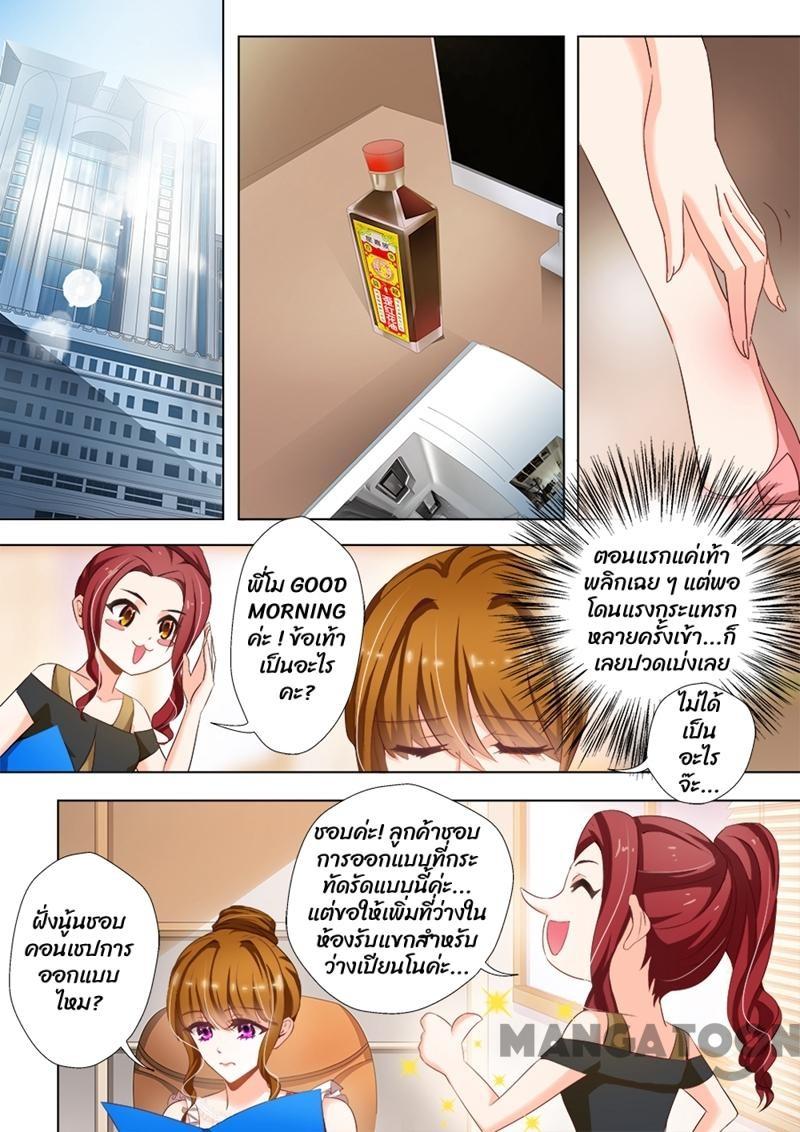 พี่โม GOOD
MORNING
ค่ะ ! ข้อเท้า
เป็นอะไร
คะ?
ตอนแรกแค่เท้า
พลิกเฉย ๆ แต่พอ
โดนแรงกระแทรก
หลายครั้งเข้า...ก็
เลยปวดเบ่งเลย
ไม่ได้
เป็น
อะไร
จ๊ะ...
ฝั่งนู้นชอบ
คอนเชปการ
ออกแบบ
ไหม?
ชอบค่ะ! ลูกค้าชอบ
การออกแบบที่กระ
ทัดรัดแบบนี้ค่ะ...
แต่ขอให้เพิ่มที่ว่างใน
ห้องรับแขกสำหรับ
ว่างเปียนโนค่ะ...
MANGATOON